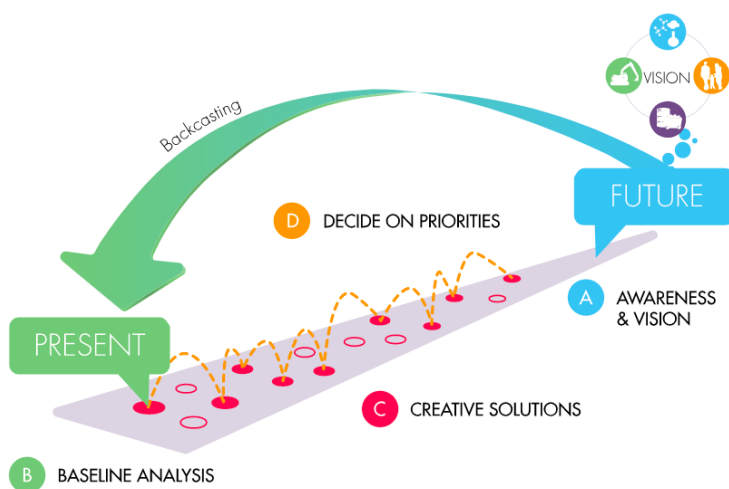 VISION
Backcasting
FUTURE
D DECIDE ON PRIORITIES
A AWARENESS
& VISION
PRESENT
C CREATIVE SOLUTIONS
B BASELINE ANALYSIS